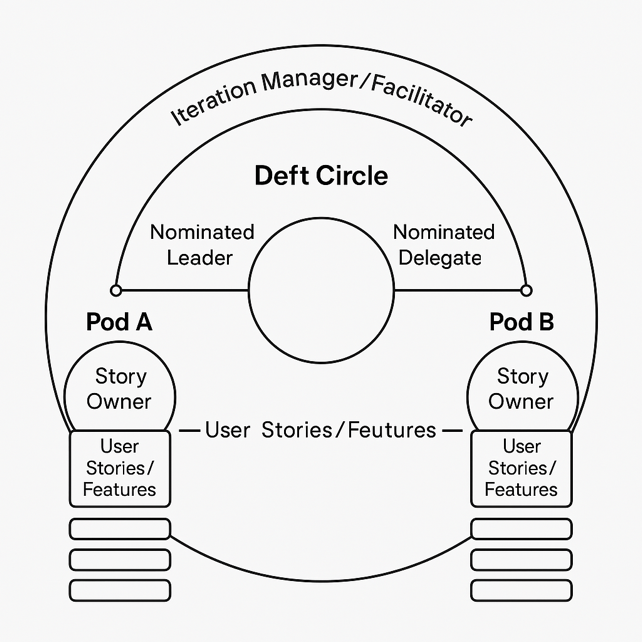 Iteration Manager/Facilitator
Deft Circle
Nominated
Leader
Nominated
Delegate
Pod A
Pod B
Story
Owner
Story
Owner
User Stories/Feutures
User
Stories/
Features
User
Stories/
Features